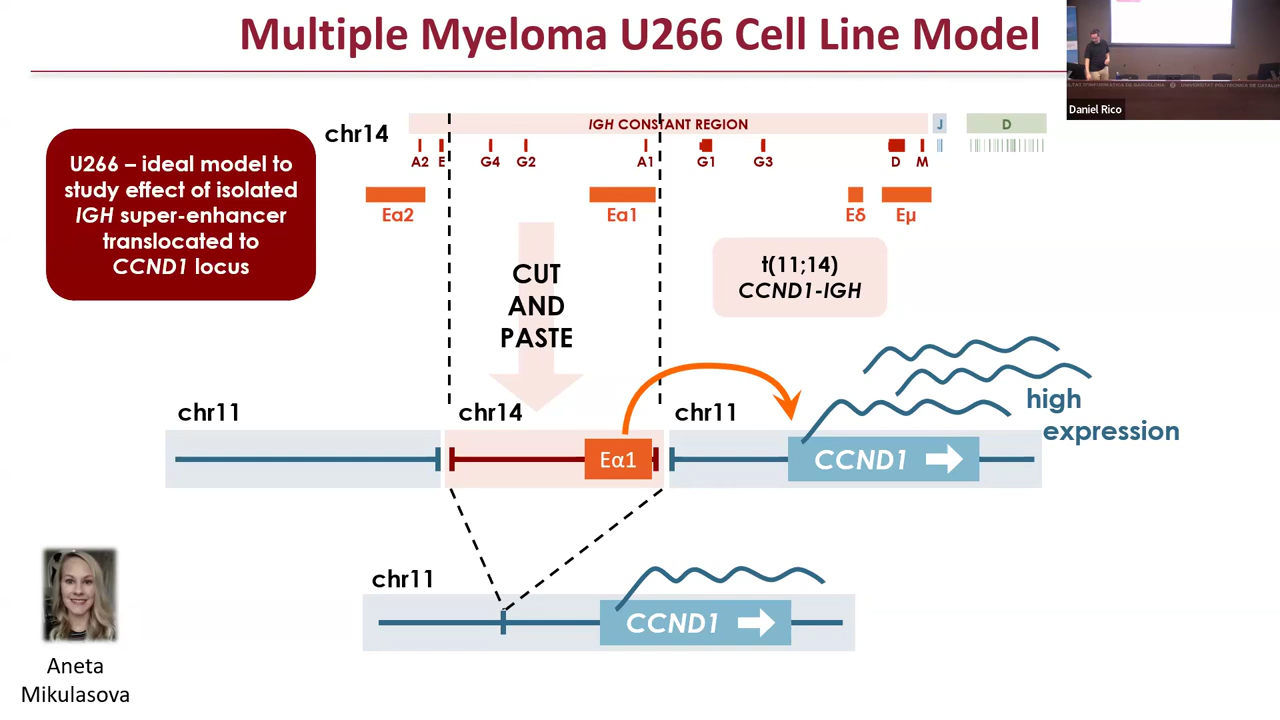 Multiple Myeloma U266 Cell Line Model
Daniel Rico
U266 – ideal model to
study effect of isolated
IGH super-enhancer
translocated to
CCND1 locus
chr14
IGH CONSTANT REGION
J
D
A2 E G4 G2 A1 G1 G3 D M
Eα2
Eα1
Eδ
Eμ
CUT
AND
PASTE
t(11;14)
CCND1-IGH
high
expression
chr11
chr14
chr11
Eα1
CCND1
chr11
CCND1
Aneta
Mikulasova